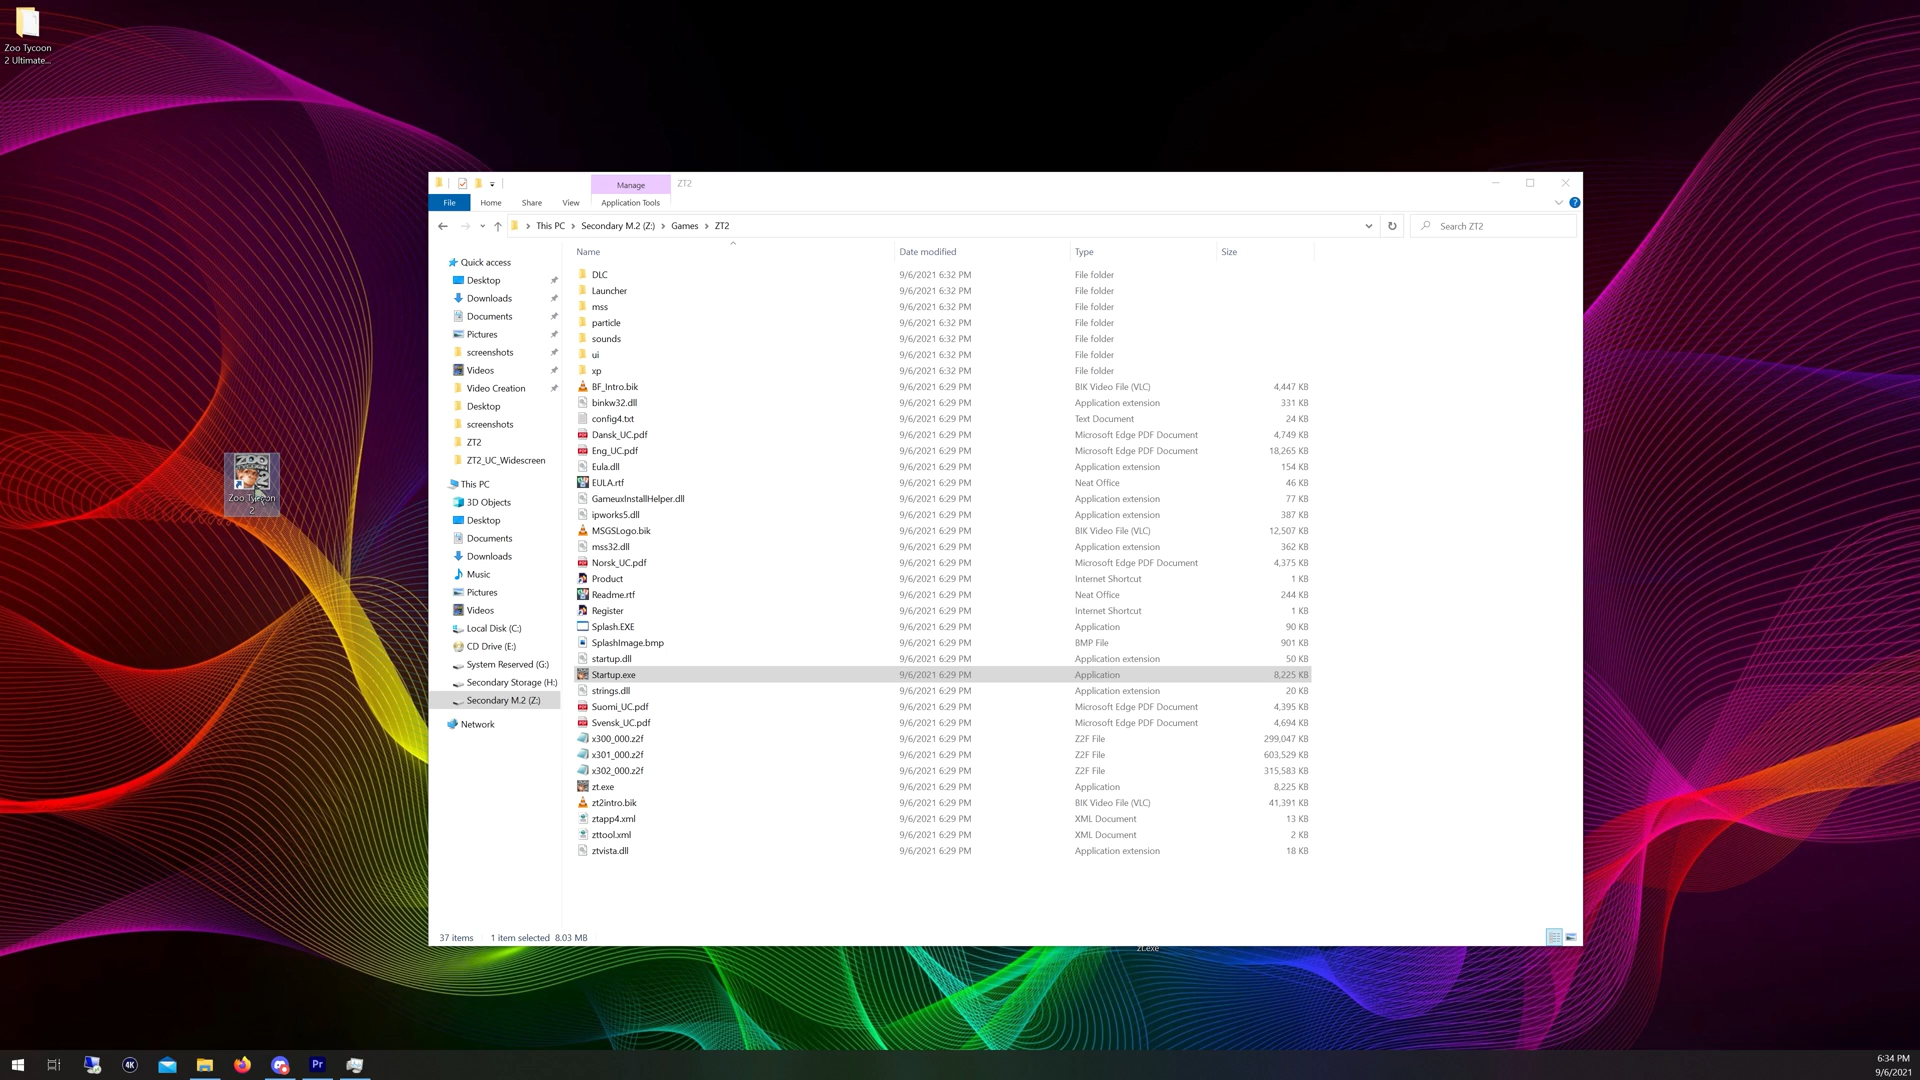 Zoo Tycoon
2 Ultimate...
Manage
ZT2
File
Home
Share
View
Application Tools
This PC
Secondary M.2 (Z:)
Games
ZT2
Search ZT2
Name
Date modified
Type
Size
Quick access
Desktop
Downloads
Documents
Pictures
screenshots
Videos
Video Creation
Desktop
screenshots
ZT2
ZT2_UC_Widescreen
This PC
3D Objects
Desktop
Documents
Downloads
Music
Pictures
Videos
Local Disk (C:)
CD Drive (E:)
System Reserved (G:)
Secondary Storage (H:)
Secondary M.2 (Z:)
Network
DLC 9/6/2021 6:32 PM File folder
Launcher 9/6/2021 6:32 PM File folder
mss 9/6/2021 6:32 PM File folder
particle 9/6/2021 6:32 PM File folder
sounds 9/6/2021 6:32 PM File folder
ui 9/6/2021 6:32 PM File folder
xp 9/6/2021 6:32 PM File folder
BF_Intro.bik 9/6/2021 6:29 PM BIK Video File (VLC) 4,447 KB
binkw32.dll 9/6/2021 6:29 PM Application extension 331 KB
config4.txt 9/6/2021 6:29 PM Text Document 24 KB
Dansk_UC.pdf 9/6/2021 6:29 PM Microsoft Edge PDF Document 4,749 KB
Eng_UC.pdf 9/6/2021 6:29 PM Microsoft Edge PDF Document 18,265 KB
Eula.dll 9/6/2021 6:29 PM Application extension 154 KB
EULA.rtf 9/6/2021 6:29 PM Neat Office 46 KB
GameuxInstallHelper.dll 9/6/2021 6:29 PM Application extension 77 KB
ipworks5.dll 9/6/2021 6:29 PM Application extension 387 KB
MSGSLogo.bik 9/6/2021 6:29 PM BIK Video File (VLC) 12,507 KB
mss32.dll 9/6/2021 6:29 PM Application extension 362 KB
Norsk_UC.pdf 9/6/2021 6:29 PM Microsoft Edge PDF Document 4,375 KB
Product 9/6/2021 6:29 PM Internet Shortcut 1 KB
Readme.rtf 9/6/2021 6:29 PM Neat Office 244 KB
Register 9/6/2021 6:29 PM Internet Shortcut 1 KB
Splash.EXE 9/6/2021 6:29 PM Application 90 KB
SplashImage.bmp 9/6/2021 6:29 PM BMP File 901 KB
startup.dll 9/6/2021 6:29 PM Application extension 50 KB
Startup.exe 9/6/2021 6:29 PM Application 8,225 KB
strings.dll 9/6/2021 6:29 PM Application extension 20 KB
Suomi_UC.pdf 9/6/2021 6:29 PM Microsoft Edge PDF Document 4,395 KB
Svensk_UC.pdf 9/6/2021 6:29 PM Microsoft Edge PDF Document 4,694 KB
x300_000.z2f 9/6/2021 6:29 PM Z2F File 299,047 KB
x301_000.z2f 9/6/2021 6:29 PM Z2F File 603,529 KB
x302_000.z2f 9/6/2021 6:29 PM Z2F File 315,583 KB
zt.exe 9/6/2021 6:29 PM Application 8,225 KB
zt2intro.bik 9/6/2021 6:29 PM BIK Video File (VLC) 41,391 KB
ztapp4.xml 9/6/2021 6:29 PM XML Document 13 KB
zttool.xml 9/6/2021 6:29 PM XML Document 2 KB
ztvista.dll 9/6/2021 6:29 PM Application extension 18 KB
37 items
1 item selected 8.03 MB
ZOO
Zoo Tycoon
2
zt.exe
4K
Pr
6:34 PM
9/6/2021